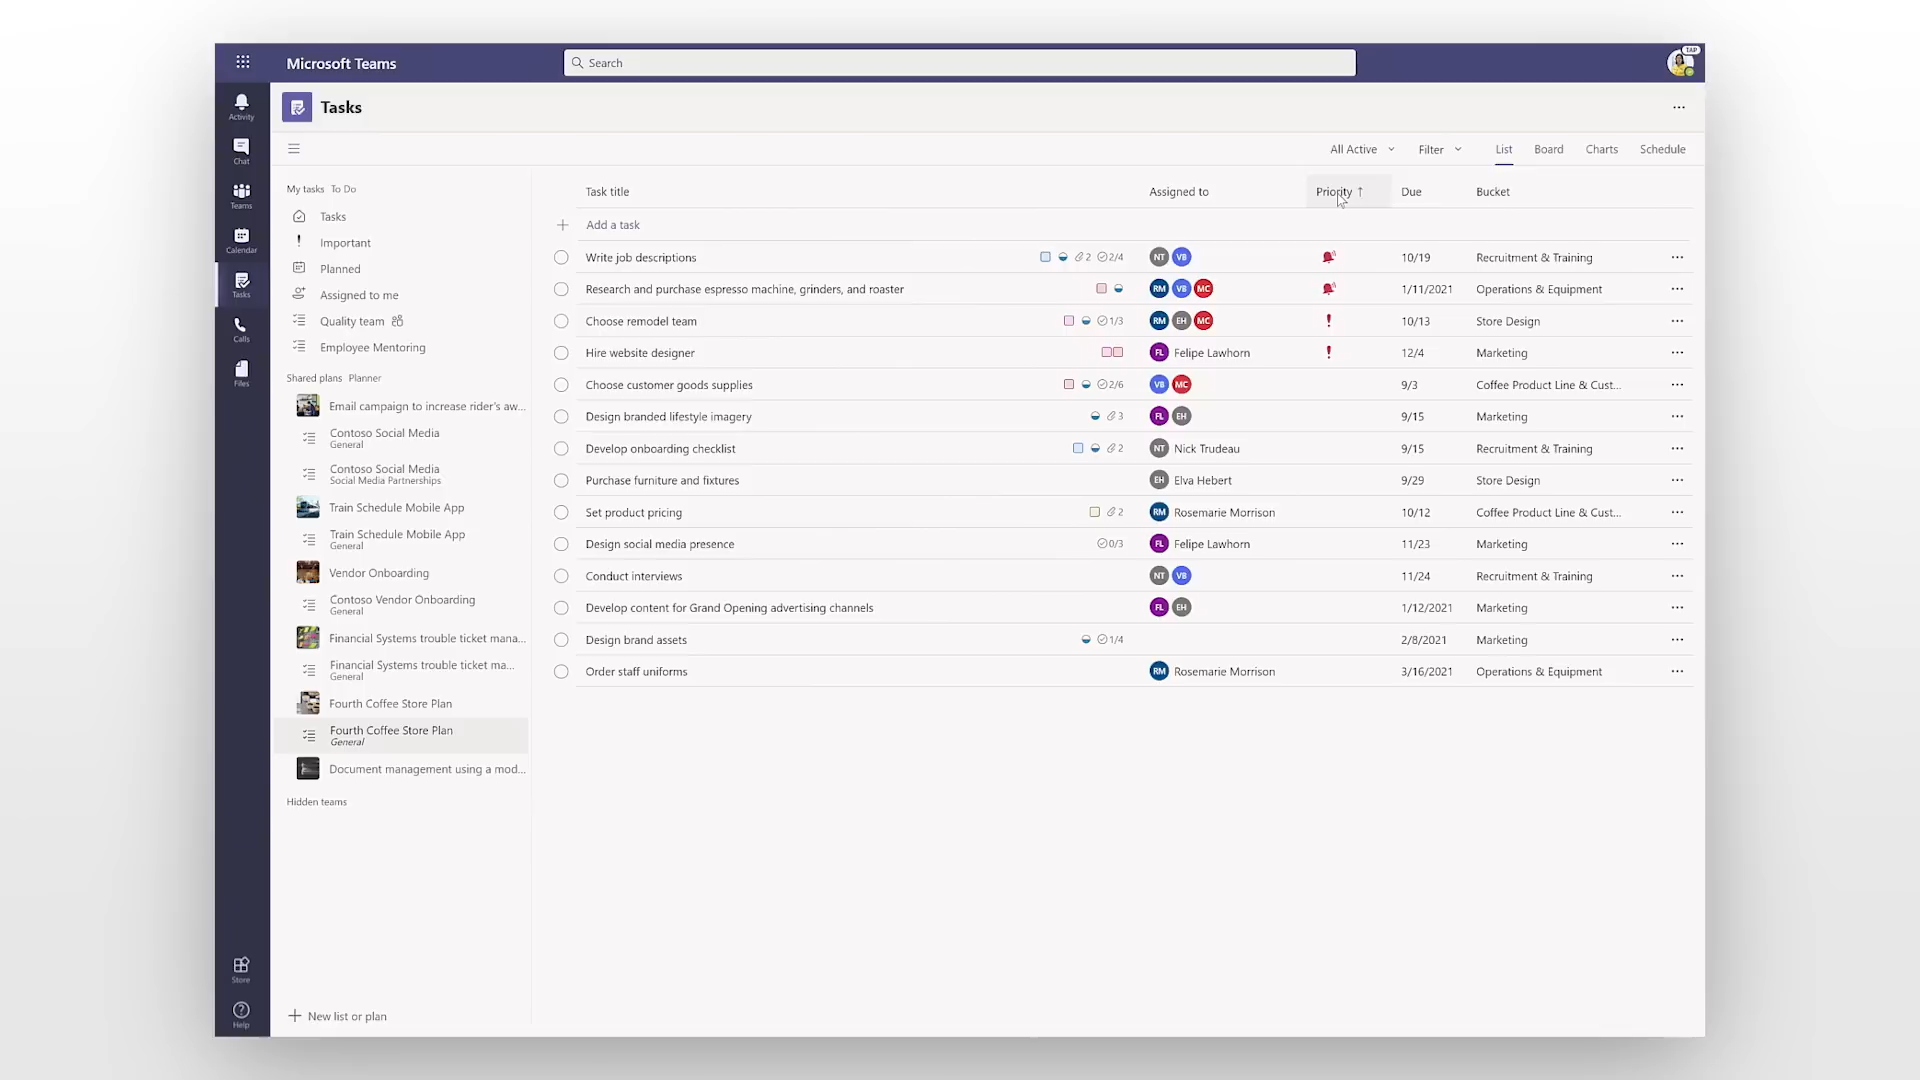 Microsoft Teams
Search
TAP
Activity
Chat
Teams
Calendar
Tasks
Calls
Files
Store
Help
Tasks
All Active
Filter
List
Board
Charts
Schedule
My tasks To Do
Tasks
Important
Planned
Assigned to me
Quality team
Employee Mentoring
Shared plans Planner
Email campaign to increase rider's aw...
Contoso Social Media
General
Contoso Social Media
Social Media Partnerships
Train Schedule Mobile App
Train Schedule Mobile App
General
Vendor Onboarding
Contoso Vendor Onboarding
General
Financial Systems trouble ticket mana...
Financial Systems trouble ticket ma...
General
Fourth Coffee Store Plan
Fourth Coffee Store Plan
General
Document management using a mod...
Hidden teams
New list or plan
Task title Assigned to Priority ↑ Due Bucket
Add a task
Write job descriptions 2 2/4 NT VB 10/19 Recruitment & Training
Research and purchase espresso machine, grinders, and roaster RM VB MC 1/11/2021 Operations & Equipment
Choose remodel team 1/3 RM EH MC 10/13 Store Design
Hire website designer FL Felipe Lawhorn 12/4 Marketing
Choose customer goods supplies 2/6 VB MC 9/3 Coffee Product Line & Cust...
Design branded lifestyle imagery 3 FL EH 9/15 Marketing
Develop onboarding checklist 2 NT Nick Trudeau 9/15 Recruitment & Training
Purchase furniture and fixtures EH Elva Hebert 9/29 Store Design
Set product pricing 2 RM Rosemarie Morrison 10/12 Coffee Product Line & Cust...
Design social media presence 0/3 FL Felipe Lawhorn 11/23 Marketing
Conduct interviews NT VB 11/24 Recruitment & Training
Develop content for Grand Opening advertising channels FL EH 1/12/2021 Marketing
Design brand assets 1/4 2/8/2021 Marketing
Order staff uniforms RM Rosemarie Morrison 3/16/2021 Operations & Equipment